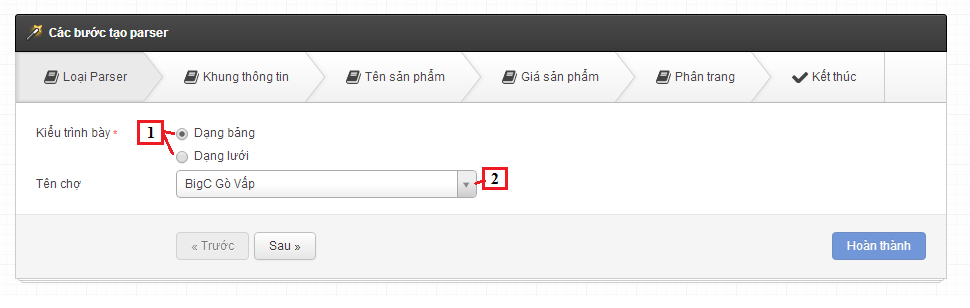 Các bước tạo parser
Loại Parser
Khung thông tin
Tên sản phẩm
Giá sản phẩm
Phân trang
Kết thúc
Kiểu trình bày * 1 Dạng bảng
Dạng lưới
Tên chợ BigC Gò Vấp 2
« Trước Sau » Hoàn thành